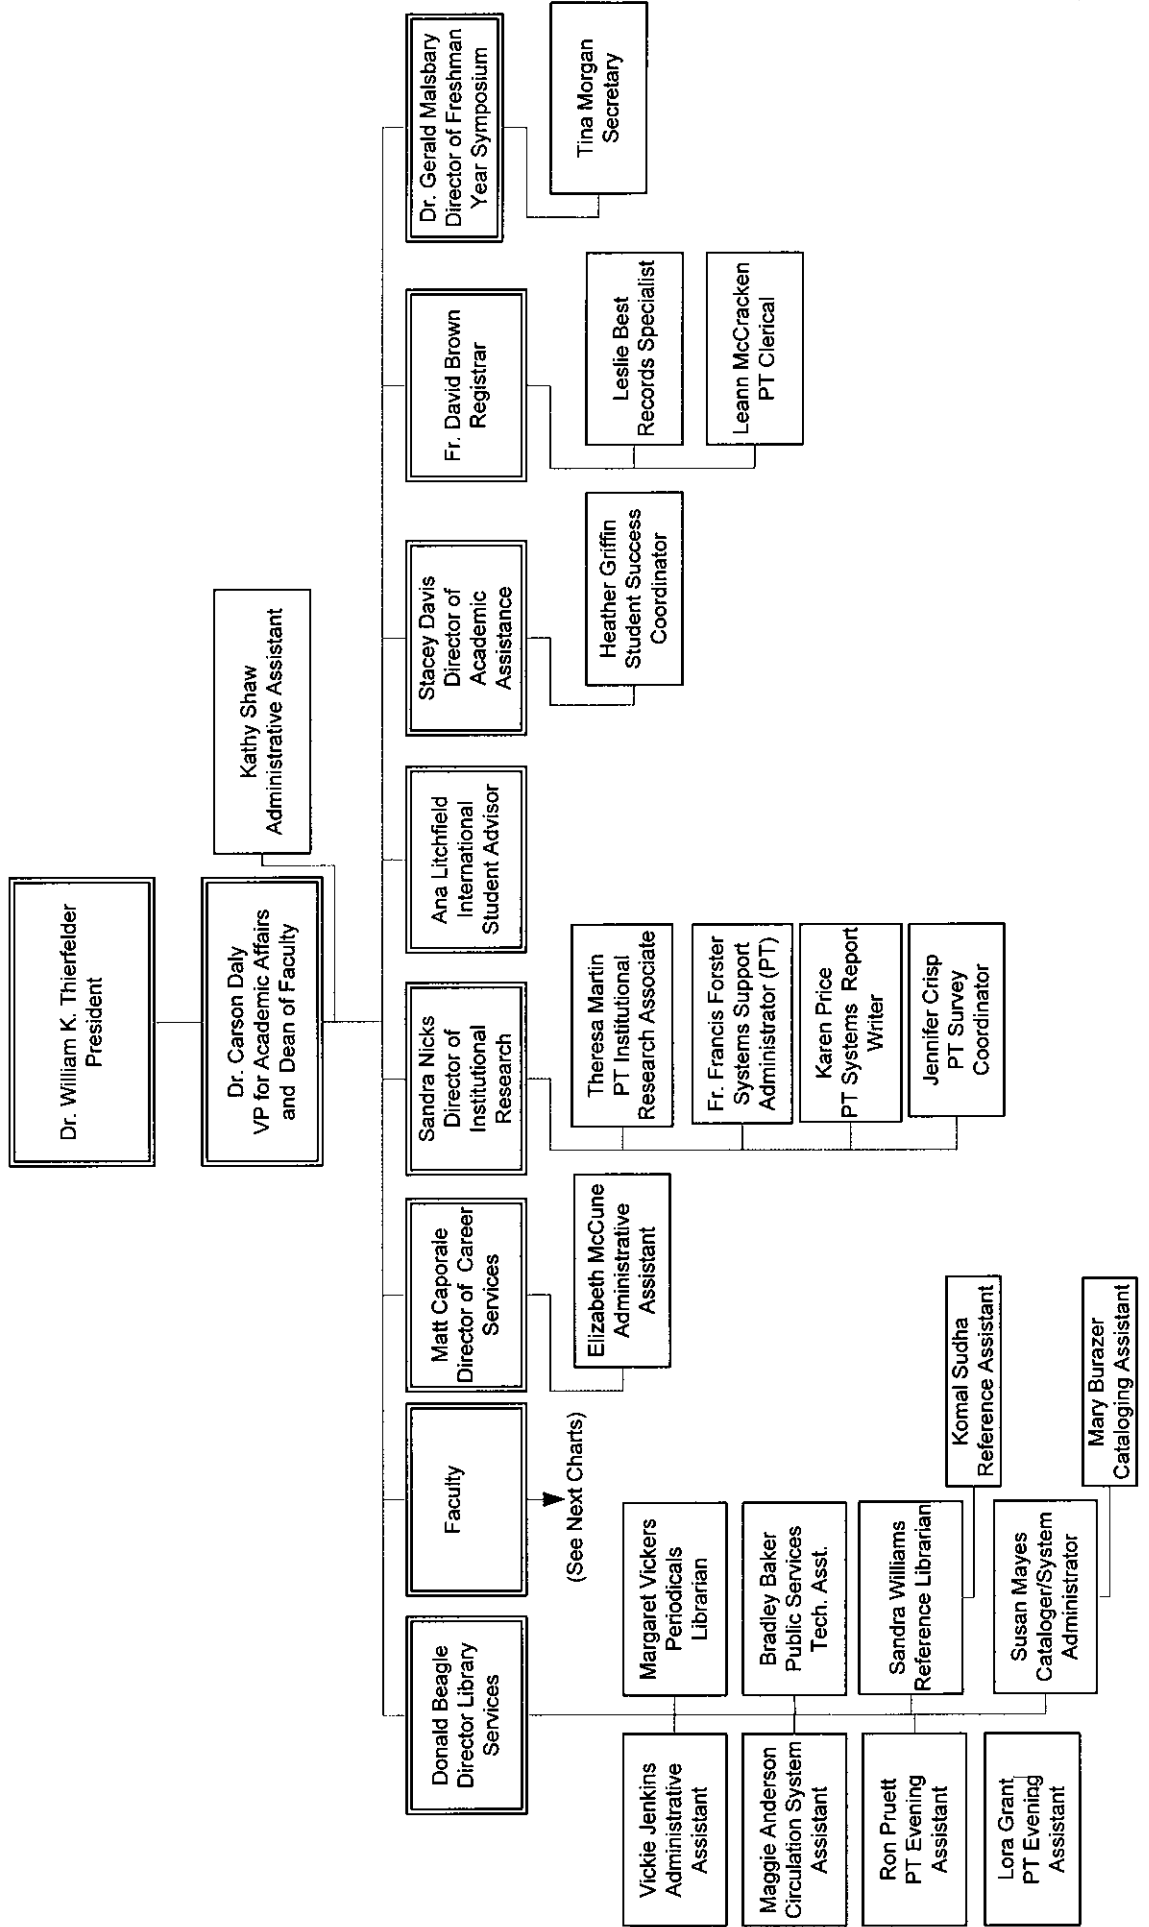 Dr. William K. Thierfelder
President
Dr. Carson Daly
VP for Academic Affairs
and Dean of Faculty
Kathy Shaw
Administrative Assistant
Donald Beagle
Director Library
Services
Faculty
(See Next Charts)
Matt Caporale
Director of Career
Services
Sandra Nicks
Director of
Institutional
Research
Ana Litchfield
International
Student Advisor
Stacey Davis
Director of
Academic
Assistance
Fr. David Brown
Registrar
Dr. Gerald Malsbary
Director of Freshman
Year Symposium
Vickie Jenkins
Administrative
Assistant
Margaret Vickers
Periodicals
Librarian
Maggie Anderson
Circulation System
Assistant
Bradley Baker
Public Services
Tech. Asst.
Ron Pruett
PT Evening
Assistant
Sandra Williams
Reference Librarian
Komal Sudha
Reference Assistant
Lora Grant
PT Evening
Assistant
Susan Mayes
Cataloger/System
Administrator
Mary Burazer
Cataloging Assistant
Elizabeth McCune
Administrative
Assistant
Theresa Martin
PT Institutional
Research Associate
Fr. Francis Forster
Systems Support
Administrator (PT)
Karen Price
PT Systems Report
Writer
Jennifer Crisp
PT Survey
Coordinator
Heather Griffin
Student Success
Coordinator
Leslie Best
Records Specialist
Leann McCracken
PT Clerical
Tina Morgan
Secretary